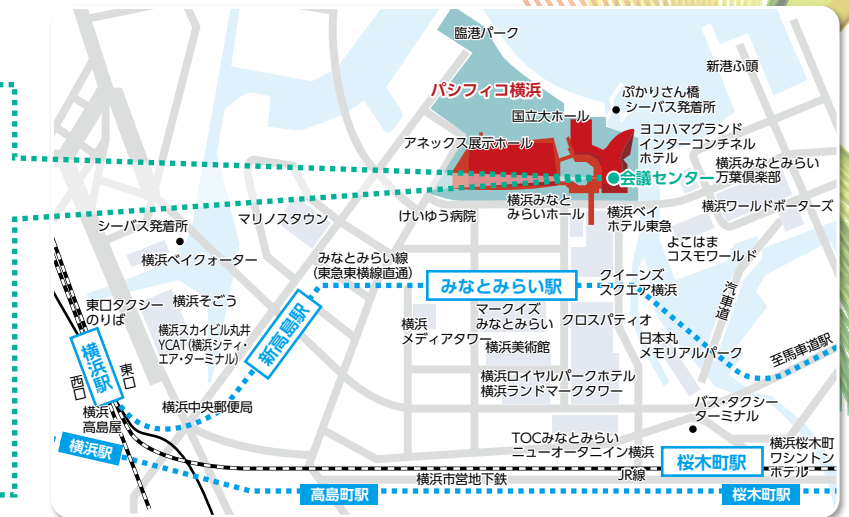 臨港パーク
新港ふ頭
パシフィコ横浜
ぷかりさん橋
シーバス発着所
国立大ホール
アネックス展示ホール
ヨコハマグランド
インターコンチネル
ホテル
会議センター
横浜みなとみらい
万葉倶楽部
けいゆう病院
横浜みなと
みらいホール
横浜ベイ
ホテル東急
横浜ワールドポーターズ
シーバス発着所
マリノスタウン
よこはま
コスモワールド
横浜ベイクォーター
みなとみらい線
(東急東横線直通)
みなとみらい駅
クイーンズ
スクエア横浜
汽車道
東口タクシー
のりば
横浜そごう
新高島駅
横浜スカイビル丸井
YCAT(横浜シティ・
エア・ターミナル)
横浜
メディアタワー
マークイズ
みなとみらい
クロスパティオ
横浜美術館
日本丸
メモリアルパーク
至馬車道駅
横浜駅
西口
東口
横浜ロイヤルパークホテル
横浜ランドマークタワー
横浜
高島屋
横浜中央郵便局
バス・タクシー
ターミナル
横浜駅
TOCみなとみらい
ニューオータニイン横浜
桜木町駅
横浜桜木町
ワシントン
ホテル
横浜市営地下鉄
JR線
高島町駅
桜木町駅